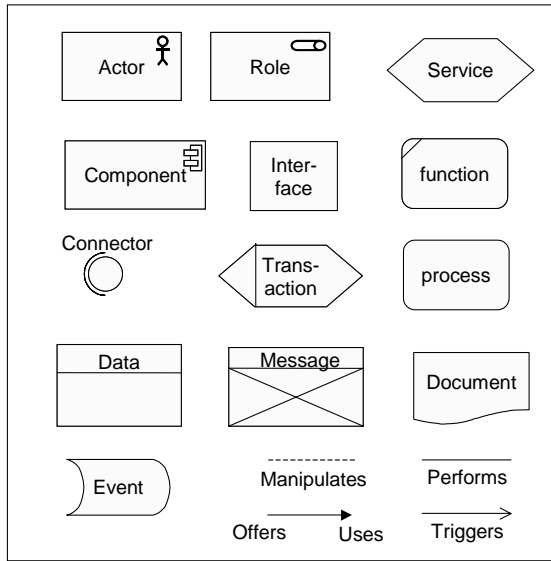 Actor
Role
Service
Component
Inter-
face
function
Connector
Trans-
action
process
Data
Message
Document
Event
Manipulates
Performs
Offers
Uses
Triggers